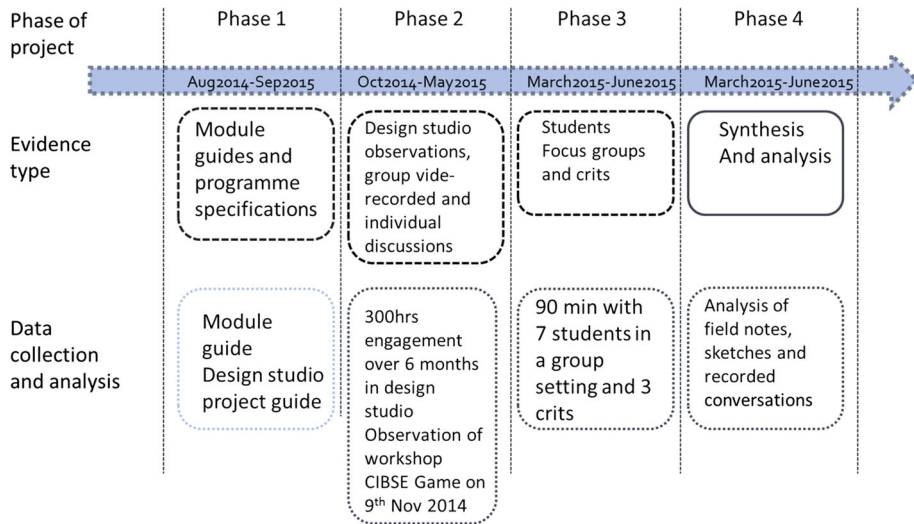 Phase of
project
Phase 1
Phase 2
Phase 3
Phase 4
Aug2014-Sep2015
Oct2014-May2015
March2015-June2015
March2015-June2015
Evidence
type
Module
guides and
programme
specifications
Design studio
observations,
group vide-
recorded and
individual
discussions
Students
Focus groups
and crits
Synthesis
And analysis
Data
collection
and analysis
Module
guide
Design studio
project guide
300hrs
engagement
over 6 months
in design
studio
Observation of
workshop
CIBSE Game on
9th Nov 2014
90 min with
7 students in
a group
setting and 3
crits
Analysis of
field notes,
sketches and
recorded
conversations